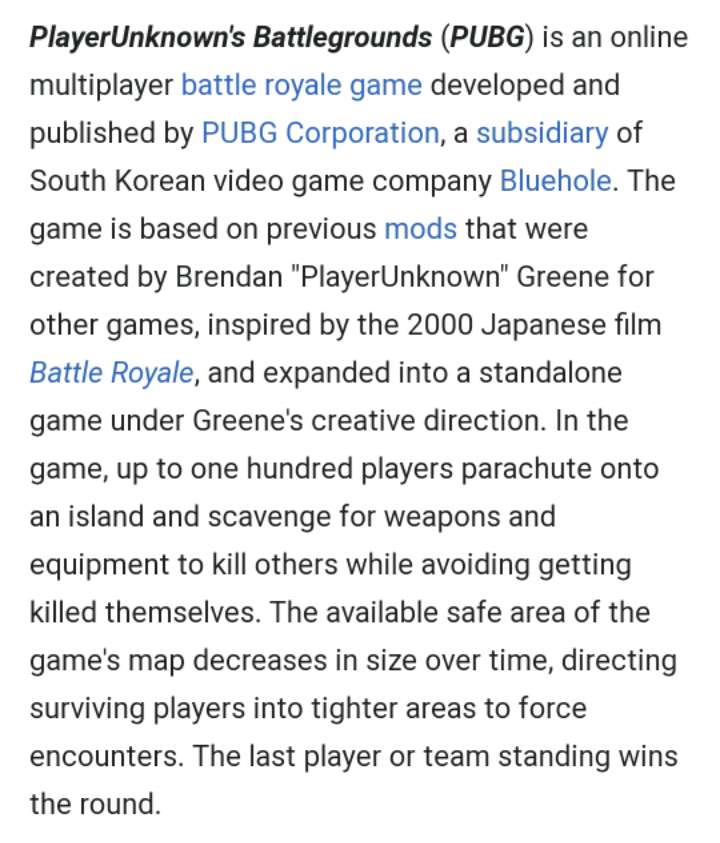 PlayerUnknown's Battlegrounds (PUBG) is an online
multiplayer battle royale game developed and
published by PUBG Corporation, a subsidiary of
South Korean video game company Bluehole. The
game is based on previous mods that were
created by Brendan "PlayerUnknown" Greene for
other games, inspired by the 2000 Japanese film
Battle Royale, and expanded into a standalone
game under Greene's creative direction. In the
game, up to one hundred players parachute onto
an island and scavenge for weapons and
equipment to kill others while avoiding getting
killed themselves. The available safe area of the
game's map decreases in size over time, directing
surviving players into tighter areas to force
encounters. The last player or team standing wins
the round.